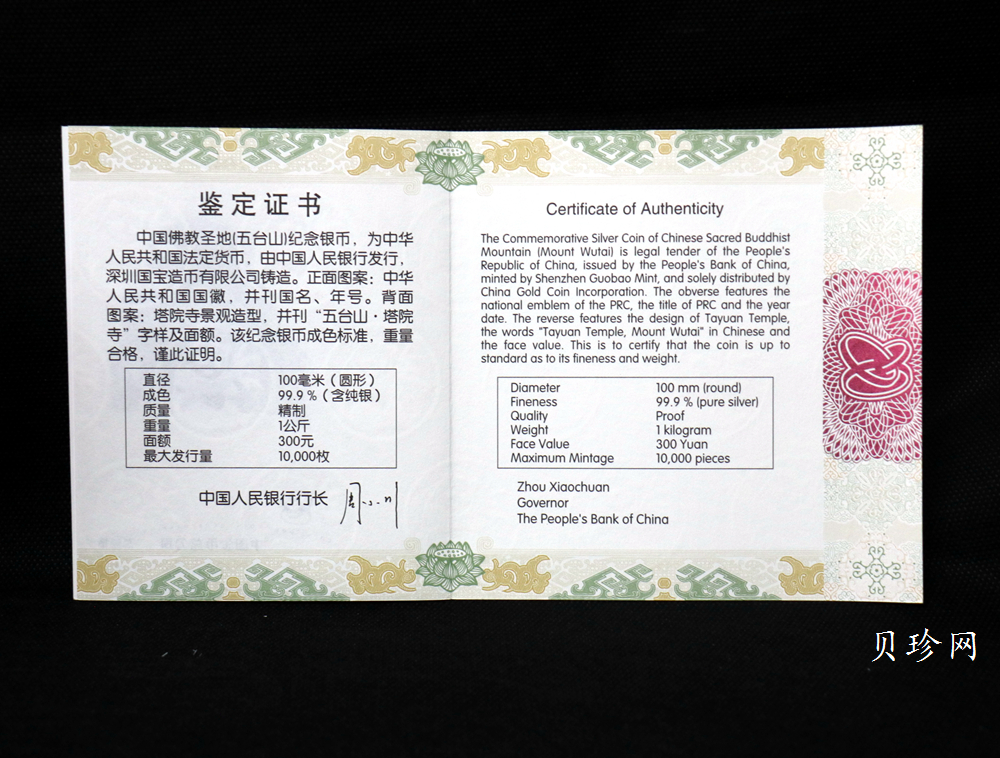 鉴定证书
中国佛教圣地(五台山)纪念银币，为中华
人民共和国法定货币，由中国人民银行发行，
深圳国宝造币有限公司铸造。正面图案：中华
人民共和国国徽，并刊国名、年号。背面
图案：塔院寺景观造型，并刊“五台山·塔院
寺”字样及面额。该纪念银币成色标准，重量
合格，谨此证明。
直径 100毫米（圆形）
成色 99.9％（含纯银）
质量 精制
重量 1公斤
面额 300元
最大发行量 10,000枚
中国人民银行行长 周小川
Certificate of Authenticity
The Commemorative Silver Coin of Chinese Sacred Buddhist
Mountain (Mount Wutai) is legal tender of the People's
Republic of China, issued by the People's Bank of China,
minted by Shenzhen Guobao Mint, and solely distributed by
China Gold Coin Incorporation. The obverse features the
national emblem of the PRC, the title of PRC and the year
date. The reverse features the design of Tayuan Temple,
the words "Tayuan Temple, Mount Wutai" in Chinese and
the face value. This is to certify that the coin is up to
standard as to its fineness and weight.
Diameter 100 mm (round)
Fineness 99.9 % (pure silver)
Quality Proof
Weight 1 kilogram
Face Value 300 Yuan
Maximum Mintage 10,000 pieces
Zhou Xiaochuan
Governor
The People's Bank of China
贝珍网